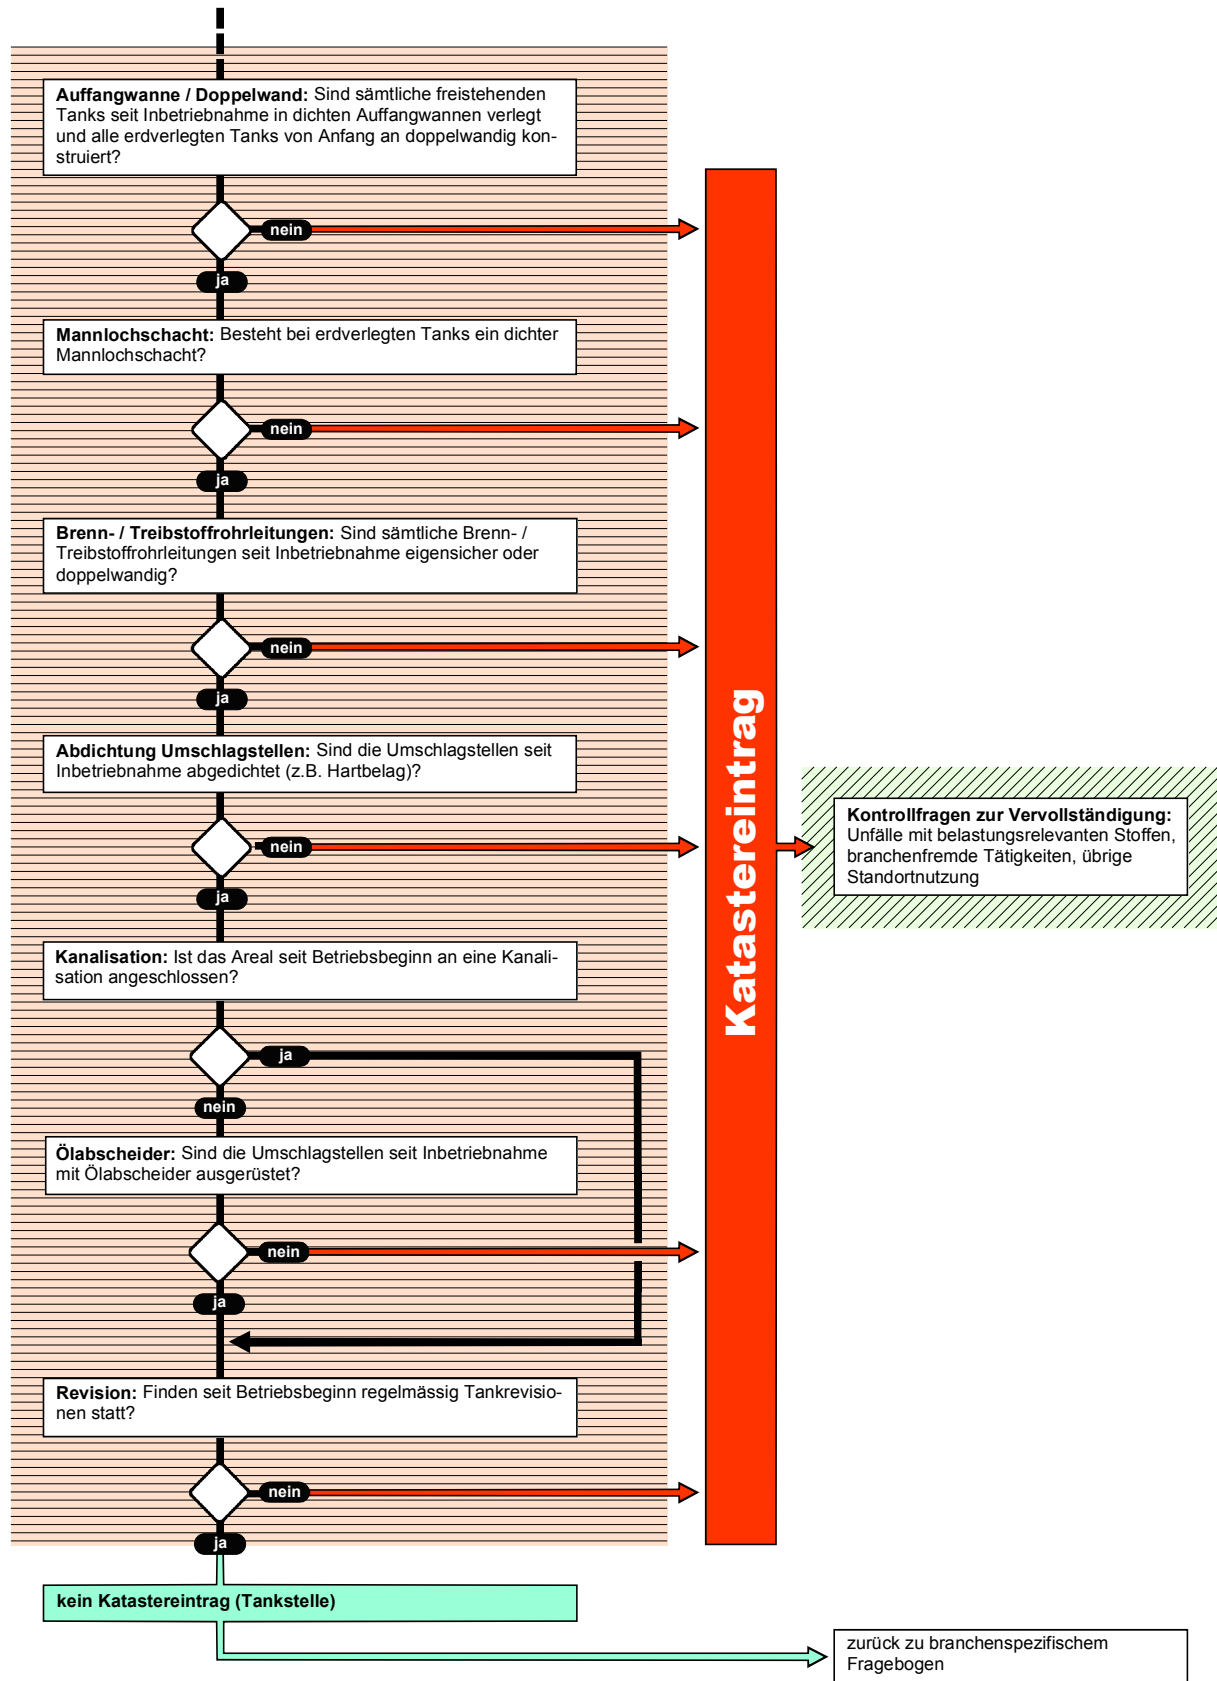 Auffangwanne / Doppelwand: Sind sämtliche freistehenden
Tanks seit Inbetriebnahme in dichten Auffangwannen verlegt
und alle erdverlegten Tanks von Anfang an doppelwandig kon-
struiert?
nein
ja
Mannlochschacht: Besteht bei erdverlegten Tanks ein dichter
Mannlochschacht?
nein
ja
Brenn- / Treibstoffrohrleitungen: Sind sämtliche Brenn- /
Treibstoffrohrleitungen seit Inbetriebnahme eigensicher oder
doppelwandig?
nein
ja
Abdichtung Umschlagstellen: Sind die Umschlagstellen seit
Inbetriebnahme abgedichtet (z.B. Hartbelag)?
nein
ja
Kanalisation: Ist das Areal seit Betriebsbeginn an eine Kanali-
sation angeschlossen?
ja
nein
Ölabscheider: Sind die Umschlagstellen seit Inbetriebnahme
mit Ölabscheider ausgerüstet?
nein
ja
Revision: Finden seit Betriebsbeginn regelmässig Tankrevisio-
nen statt?
nein
ja
Katastereintrag
Kontrollfragen zur Vervollständigung:
Unfälle mit belastungsrelevanten Stoffen,
branchenfremde Tätigkeiten, übrige
Standortnutzung
kein Katastereintrag (Tankstelle)
zurück zu branchenspezifischem
Fragebogen